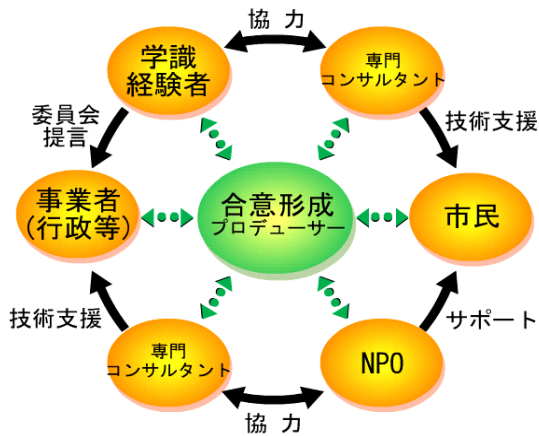 協 力
学識
経験者
専門
コンサルタント
委員会
提言
技術支援
事業者
(行政等)
合意形成
プロデューサー
市民
技術支援
サポート
専門
コンサルタント
NPO
協 力